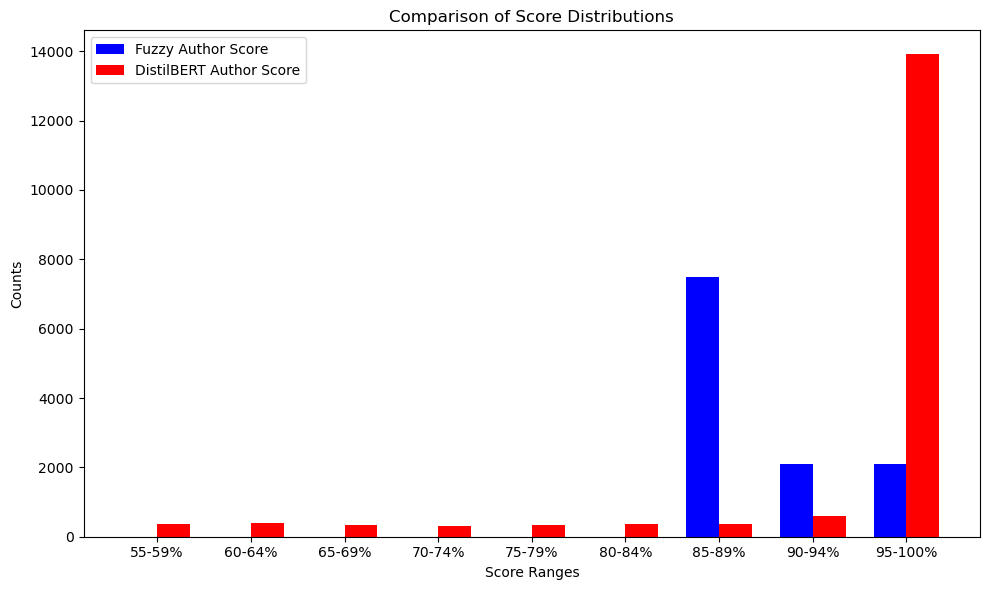 Comparison of Score Distributions
Fuzzy Author Score
DistilBERT Author Score
14000
12000
10000
8000
6000
4000
2000
0
Counts
55-59% 60-64% 65-69% 70-74% 75-79% 80-84% 85-89% 90-94% 95-100%
Score Ranges